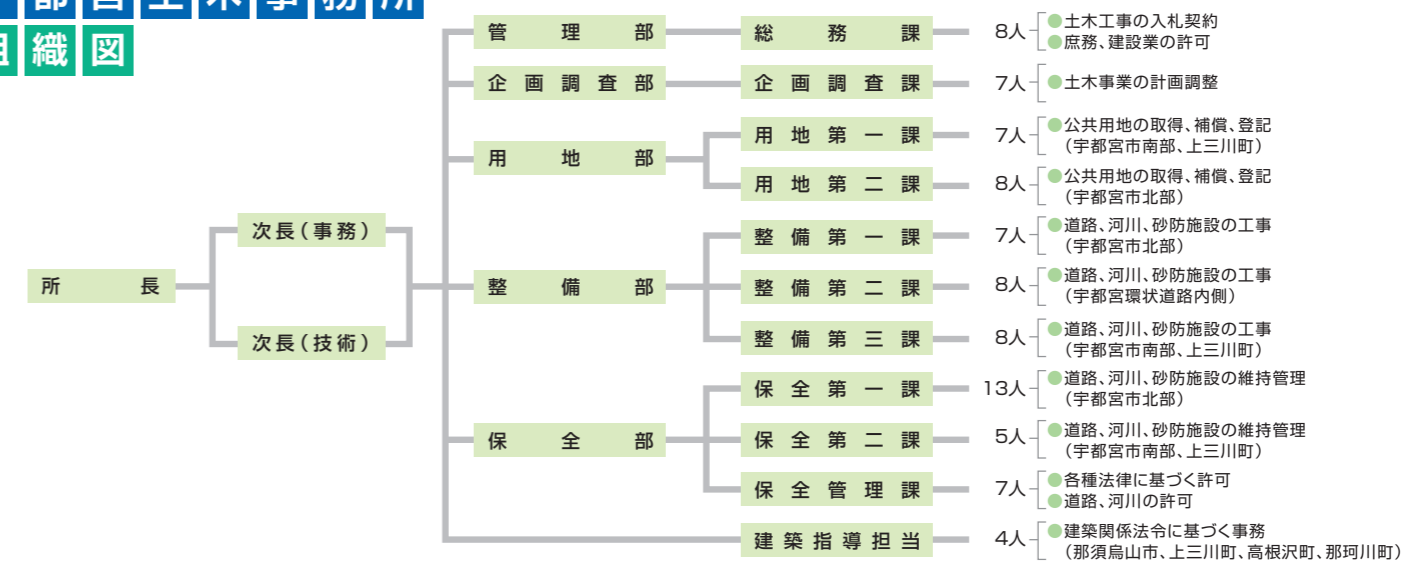 都宮土木事務所
組織図
所長
次長(事務)
次長(技術)
管理部
総務課
8人
●土木工事の入札契約
●庶務、建設業の許可
企画調査部
企画調査課
7人
●土木事業の計画調整
用地部
用地第一課
7人
●公共用地の取得、補償、登記
(宇都宮市南部、上三川町)
用地第二課
8人
●公共用地の取得、補償、登記
(宇都宮市北部)
整備部
整備第一課
7人
●道路、河川、砂防施設の工事
(宇都宮市北部)
整備第二課
8人
●道路、河川、砂防施設の工事
(宇都宮環状道路内側)
整備第三課
8人
●道路、河川、砂防施設の工事
(宇都宮市南部、上三川町)
保全部
保全第一課
13人
●道路、河川、砂防施設の維持管理
(宇都宮市北部)
保全第二課
5人
●道路、河川、砂防施設の維持管理
(宇都宮市南部、上三川町)
保全管理課
7人
●各種法律に基づく許可
●道路、河川の許可
建築指導担当
4人
●建築関係法令に基づく事務
(那須烏山市、上三川町、高根沢町、那珂川町)